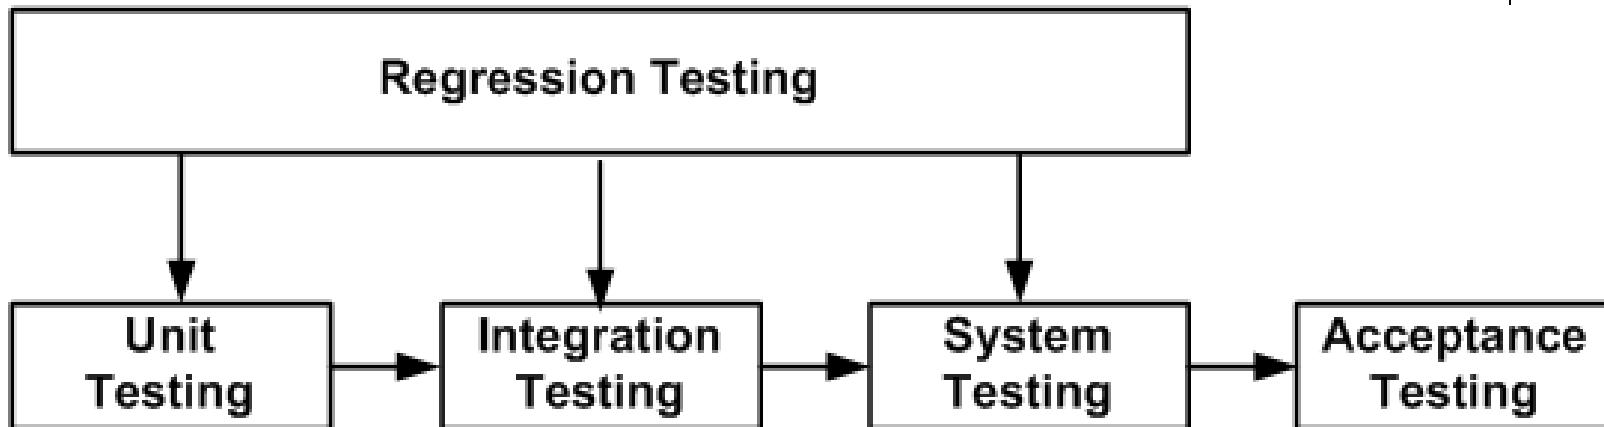 Regression Testing
Unit
Testing
Integration
Testing
System
Testing
Acceptance
Testing